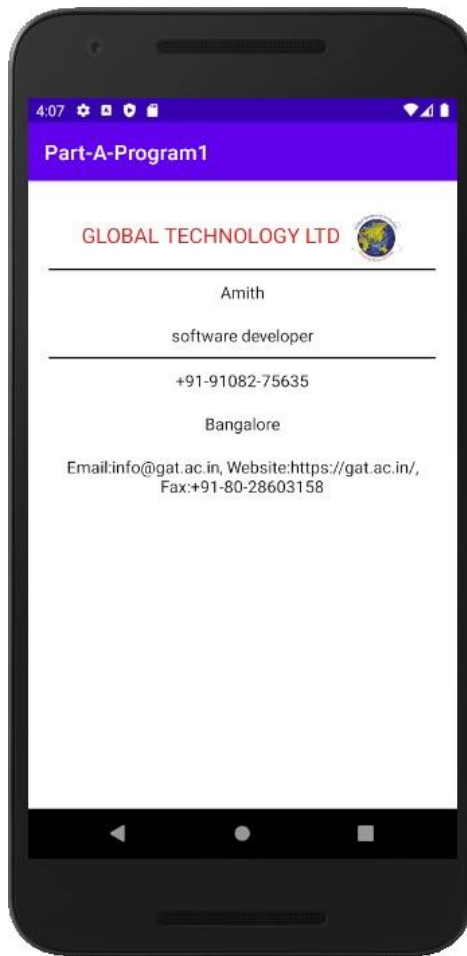 4:07
Part-A-Program1
GLOBAL TECHNOLOGY LTD
Amith
software developer
+91-91082-75635
Bangalore
Email:info@gat.ac.in, Website:https://gat.ac.in/,
Fax:+91-80-28603158